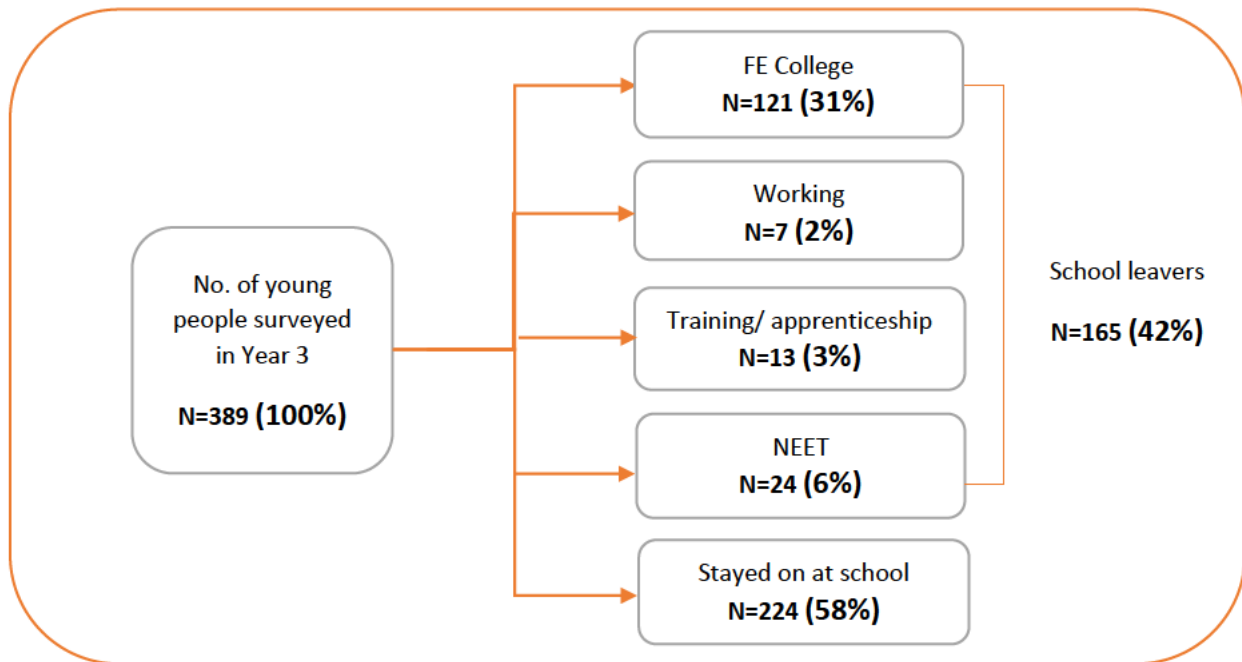 No. of young
people surveyed
in Year 3
N=389 (100%)
FE College
N=121 (31%)
Working
N=7 (2%)
Training/ apprenticeship
N=13 (3%)
NEET
N=24 (6%)
Stayed on at school
N=224 (58%)
School leavers
N=165 (42%)